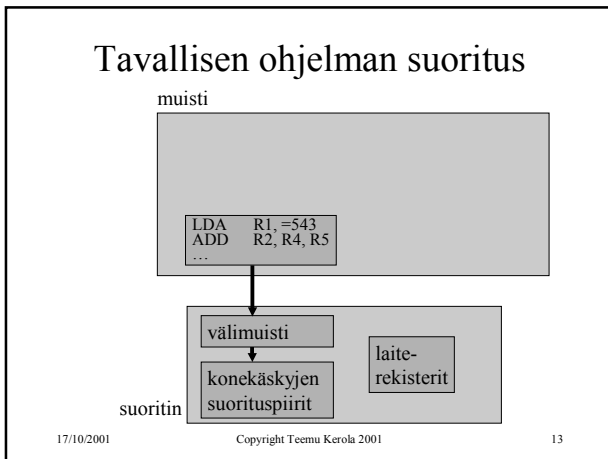 Tavallisen ohjelman suoritus
muisti
LDA R1, =543
ADD R2, R4, R5
…
välimuisti
konekäskyjen
suorituspiirit
laite-
rekisterit
suoritin
17/10/2001 Copyright Teemu Kerola 2001 13